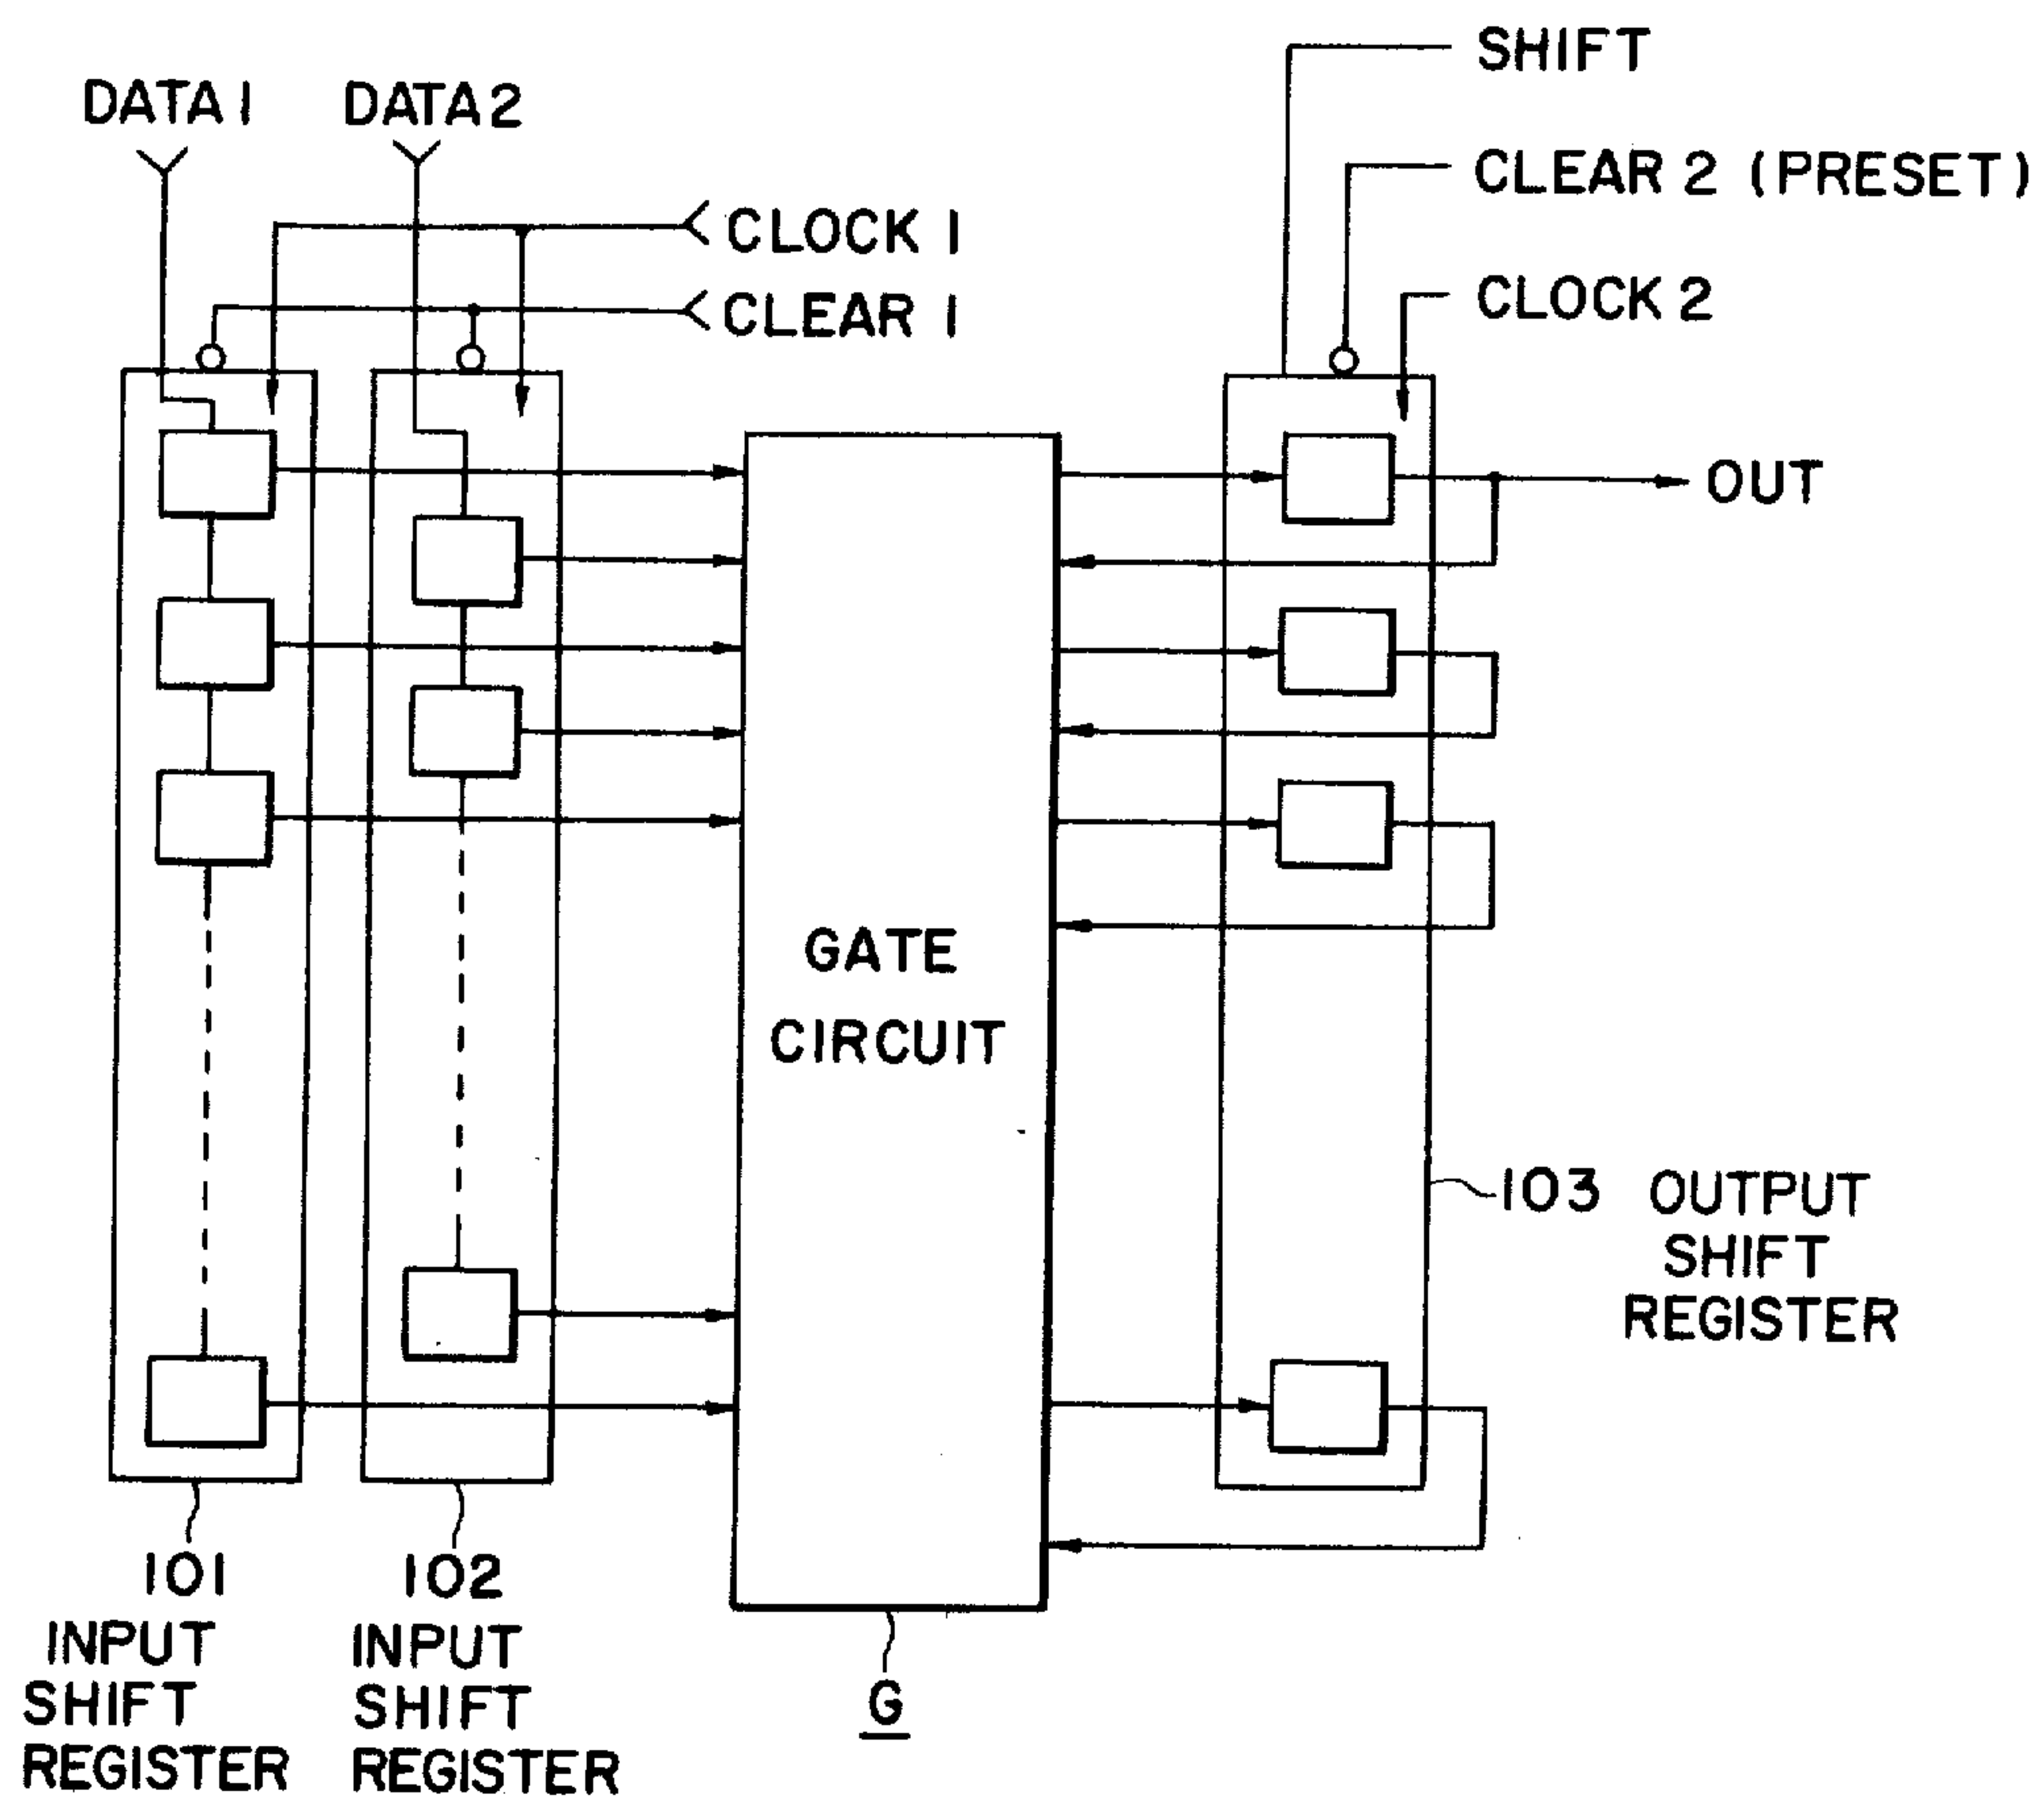 SHIFT
DATA 1
DATA 2
CLEAR 2 (PRESET)
CLOCK 1
CLOCK 2
CLEAR 1
OUT
GATE
CIRCUIT
103 OUTPUT
SHIFT
REGISTER
101
INPUT
SHIFT
REGISTER
102
INPUT
SHIFT
REGISTER
G